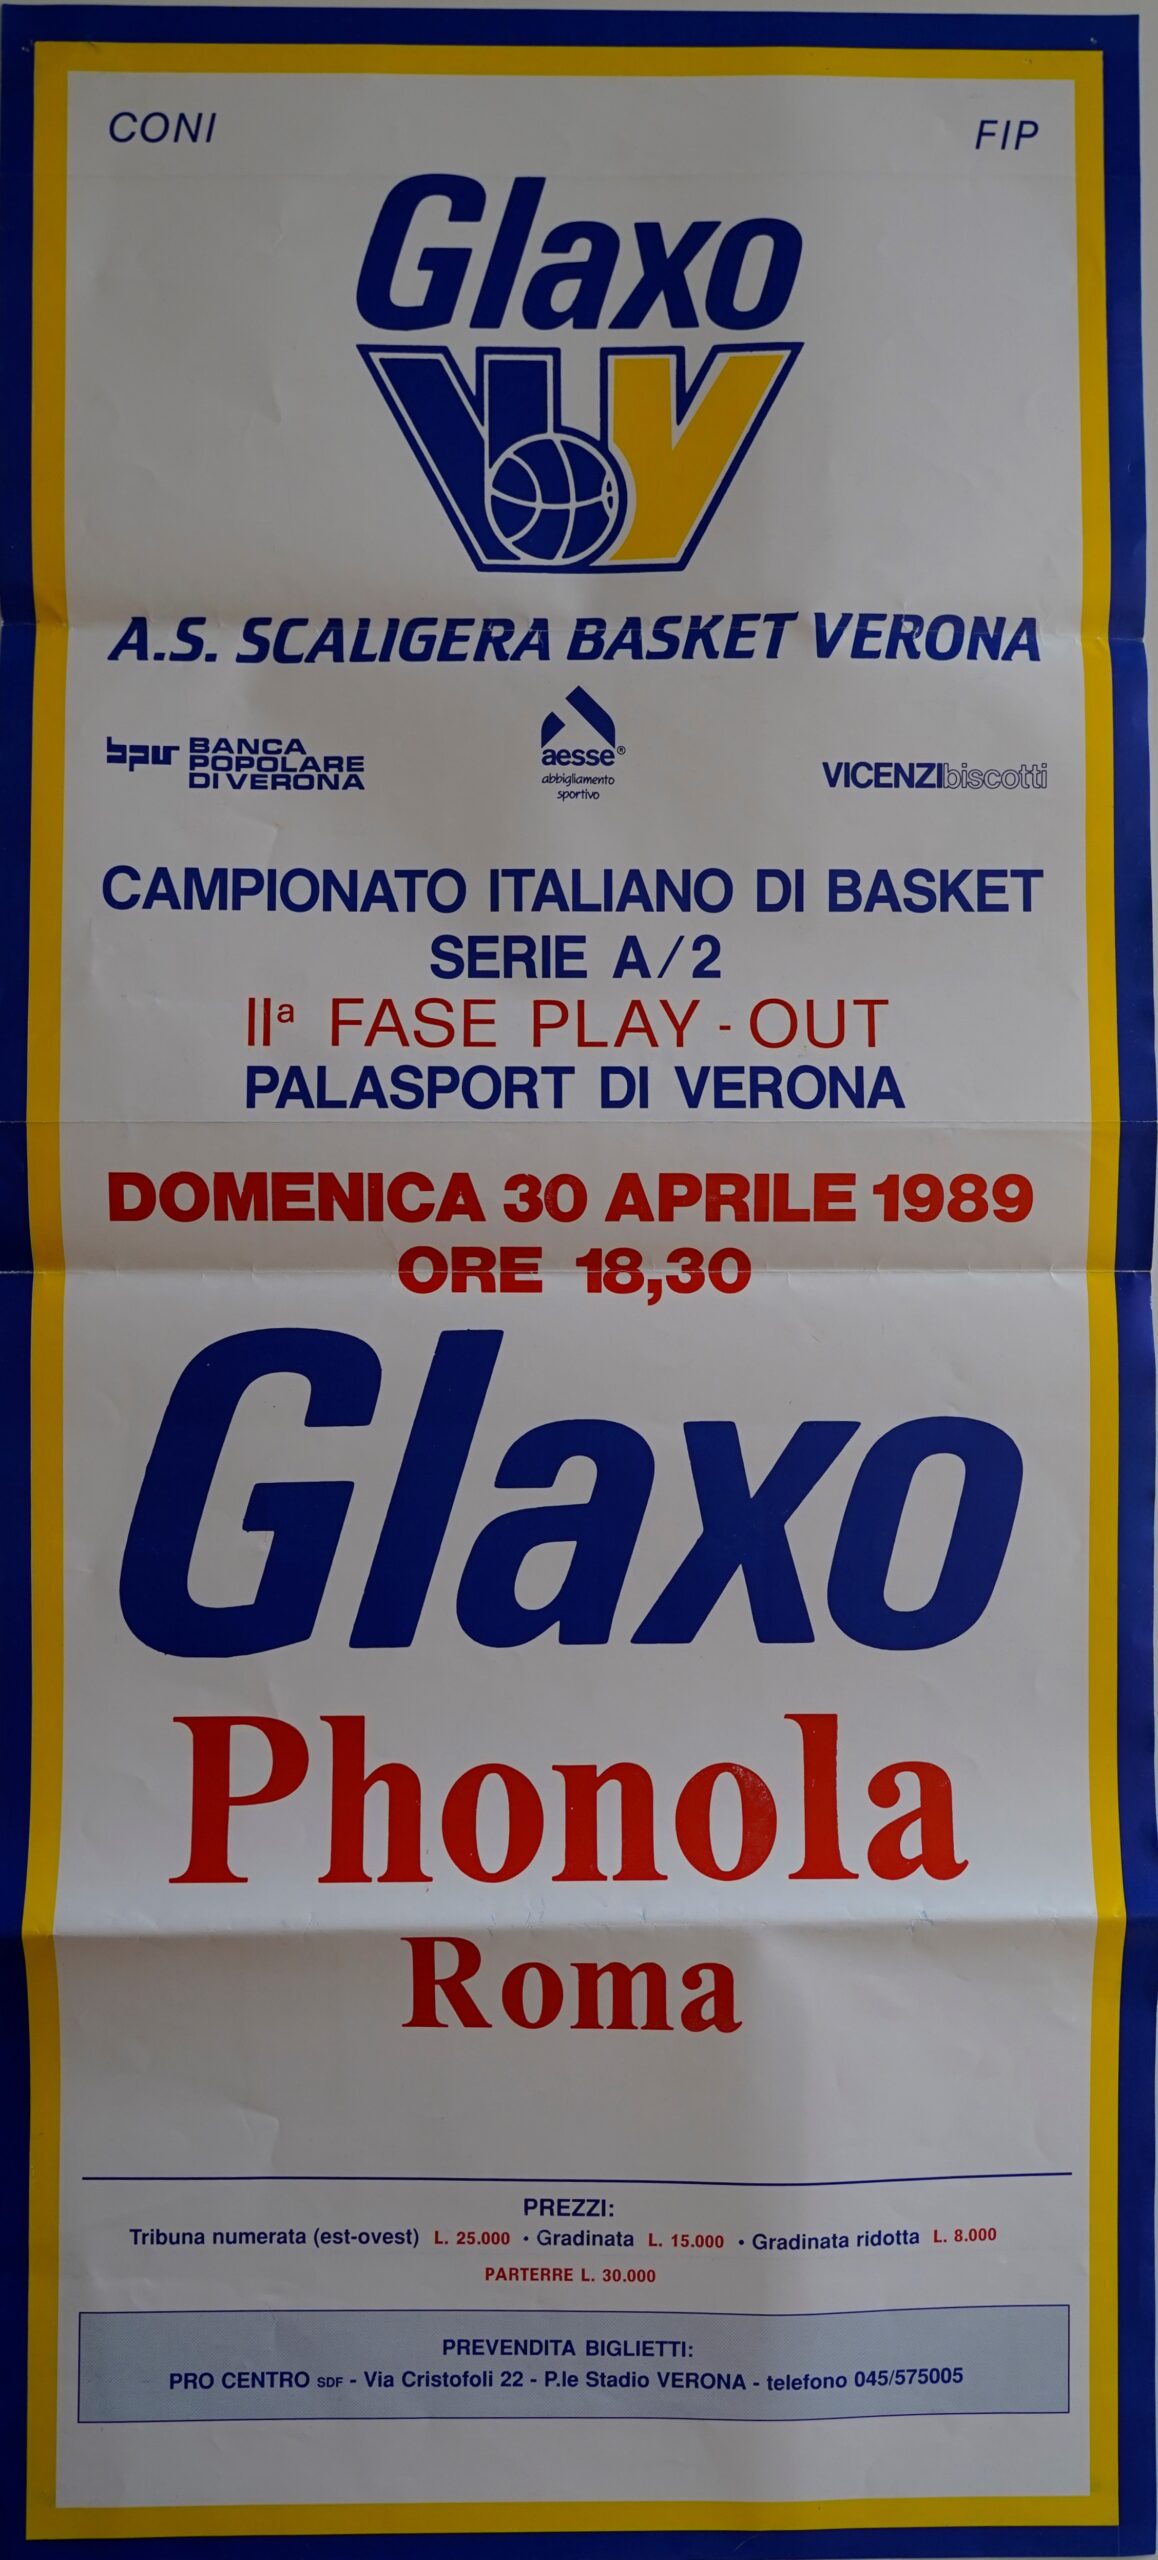 CONI
FIP
Glaxo
A.S. SCALIGERA BASKET VERONA
bpv BANCA
POPOLARE
DI VERONA
aesse®
abbigliamento
sportivo
VICENZI biscotti
CAMPIONATO ITALIANO DI BASKET
SERIE A/2
IIª FASE PLAY-OUT
PALASPORT DI VERONA
DOMENICA 30 APRILE 1989
ORE 18,30
Glaxo
Phonola
Roma
PREZZI:
Tribuna numerata (est-ovest) L. 25.000 • Gradinata L. 15.000 • Gradinata ridotta L. 8.000
PARTERRE L. 30.000
PREVENDITA BIGLIETTI:
PRO CENTRO SDF - Via Cristofoli 22 - P.le Stadio VERONA - telefono 045/575005